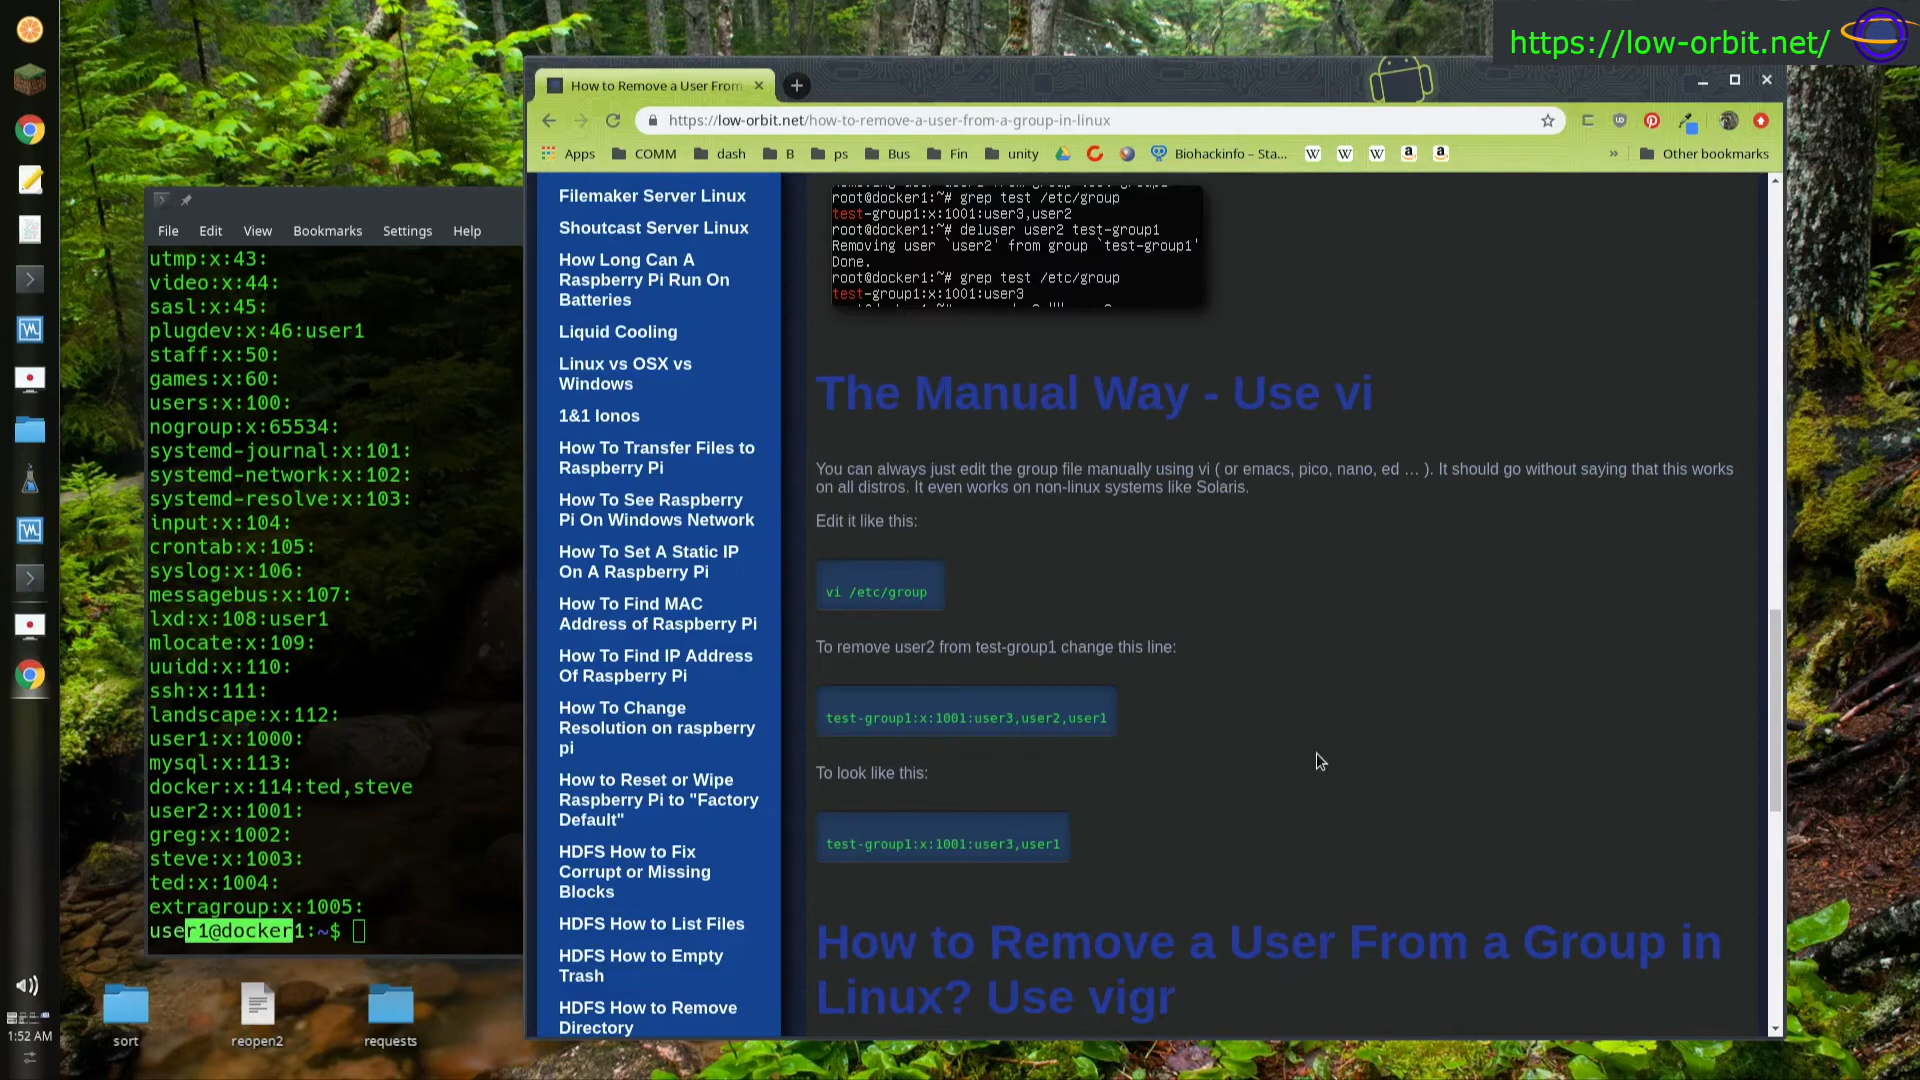 https://low-orbit.net/
How to Remove a User From
https://low-orbit.net/how-to-remove-a-user-from-a-group-in-linux
Apps
COMM
dash
B
ps
Bus
Fin
unity
Biohackinfo – Sta...
W
W
W
a
a
»
Other bookmarks
File Edit View Bookmarks Settings Help
utmp:x:43:
video:x:44:
sasl:x:45:
plugdev:x:46:user1
staff:x:50:
games:x:60:
users:x:100:
nogroup:x:65534:
systemd-journal:x:101:
systemd-network:x:102:
systemd-resolve:x:103:
input:x:104:
crontab:x:105:
syslog:x:106:
messagebus:x:107:
lxd:x:108:user1
mlocate:x:109:
uuidd:x:110:
ssh:x:111:
landscape:x:112:
user1:x:1000:
mysql:x:113:
docker:x:114:ted,steve
user2:x:1001:
greg:x:1002:
steve:x:1003:
ted:x:1004:
extragroup:x:1005:
user1@docker1:~$
Filemaker Server Linux
Shoutcast Server Linux
How Long Can A
Raspberry Pi Run On
Batteries
Liquid Cooling
Linux vs OSX vs
Windows
1&1 Ionos
How To Transfer Files to
Raspberry Pi
How To See Raspberry
Pi On Windows Network
How To Set A Static IP
On A Raspberry Pi
How To Find MAC
Address of Raspberry Pi
How To Find IP Address
Of Raspberry Pi
How To Change
Resolution on raspberry
pi
How to Reset or Wipe
Raspberry Pi to "Factory
Default"
HDFS How to Fix
Corrupt or Missing
Blocks
HDFS How to List Files
HDFS How to Empty
Trash
HDFS How to Remove
Directory
root@docker1:~# grep test /etc/group
test-group1:x:1001:user3,user2
root@docker1:~# deluser user2 test-group1
Removing user `user2' from group `test-group1'
Done.
root@docker1:~# grep test /etc/group
test-group1:x:1001:user3
The Manual Way - Use vi
You can always just edit the group file manually using vi ( or emacs, pico, nano, ed … ). It should go without saying that this works
on all distros. It even works on non-linux systems like Solaris.
Edit it like this:
vi /etc/group
To remove user2 from test-group1 change this line:
test-group1:x:1001:user3,user2,user1
To look like this:
test-group1:x:1001:user3,user1
How to Remove a User From a Group in
Linux? Use vigr
1:52 AM
sort
reopen2
requests